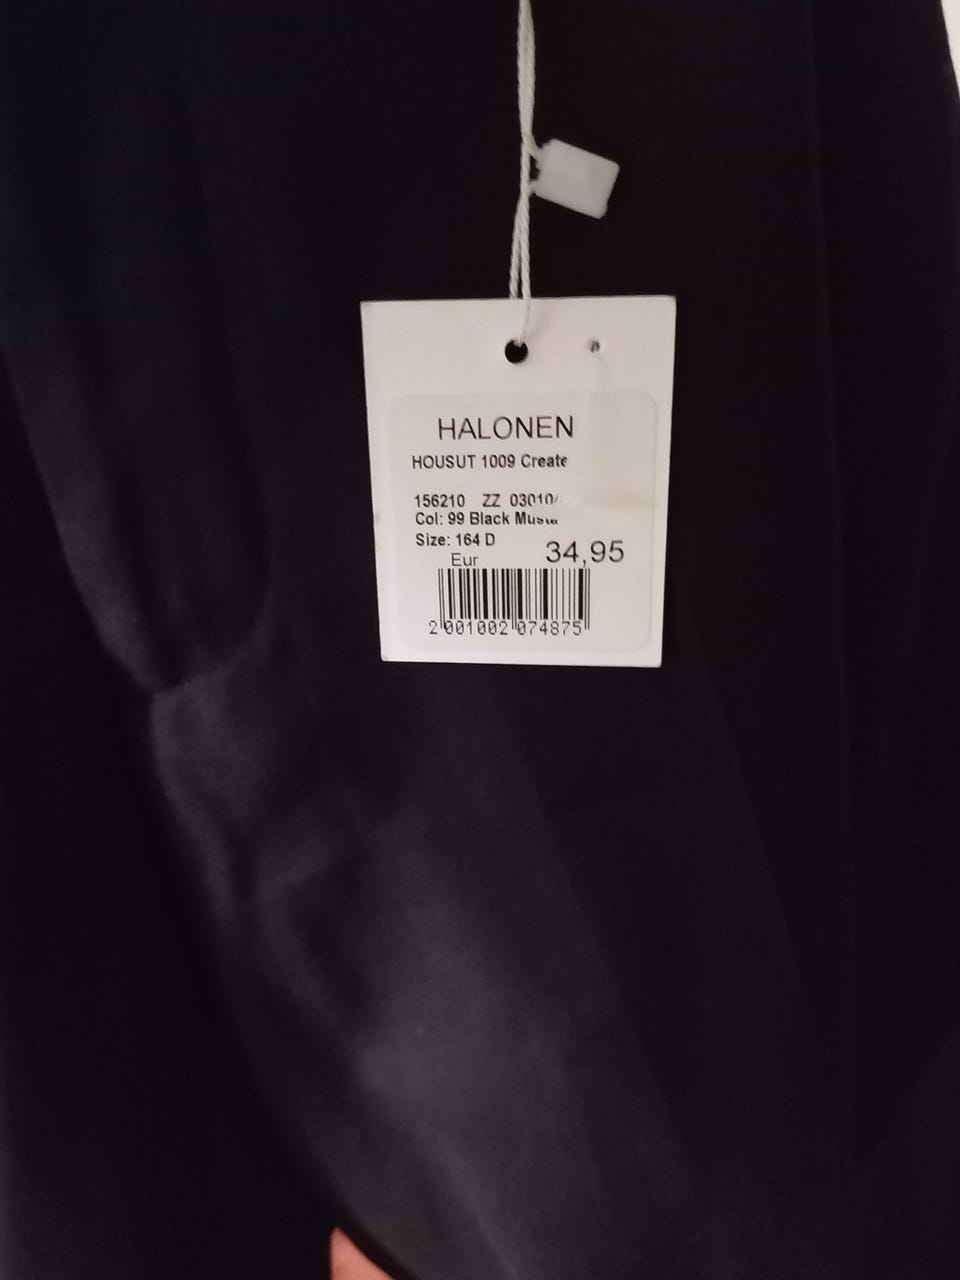 HALONEN
HOUSUT 1009 Create
156210 ZZ 03010
Col: 99 Black
Size: 164 D
Eur 34,95
2 001002 074875